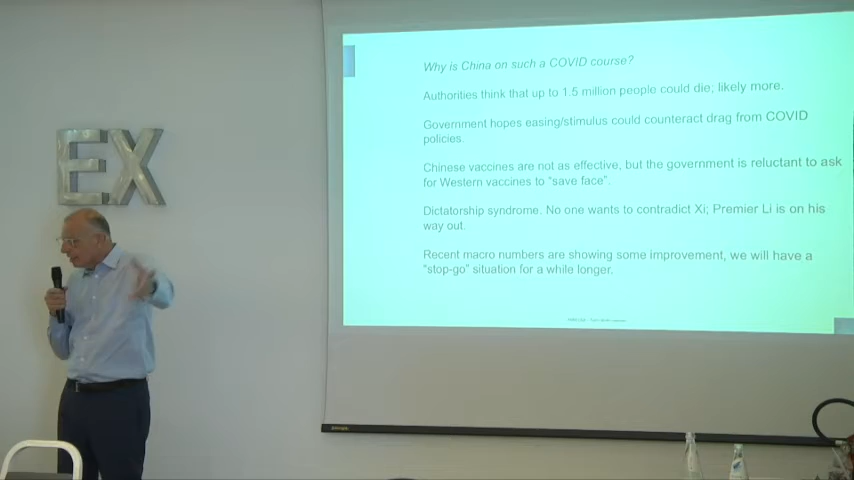 EX
Why is China on such a COVID course?
Authorities think that up to 1.5 million people could die; likely more.
Government hopes easing/stimulus could counteract drag from COVID
policies.
Chinese vaccines are not as effective, but the government is reluctant to ask
for Western vaccines to “save face”.
Dictatorship syndrome. No one wants to contradict Xi; Premier Li is on his
way out.
Recent macro numbers are showing some improvement, we will have a
“stop-go” situation for a while longer.